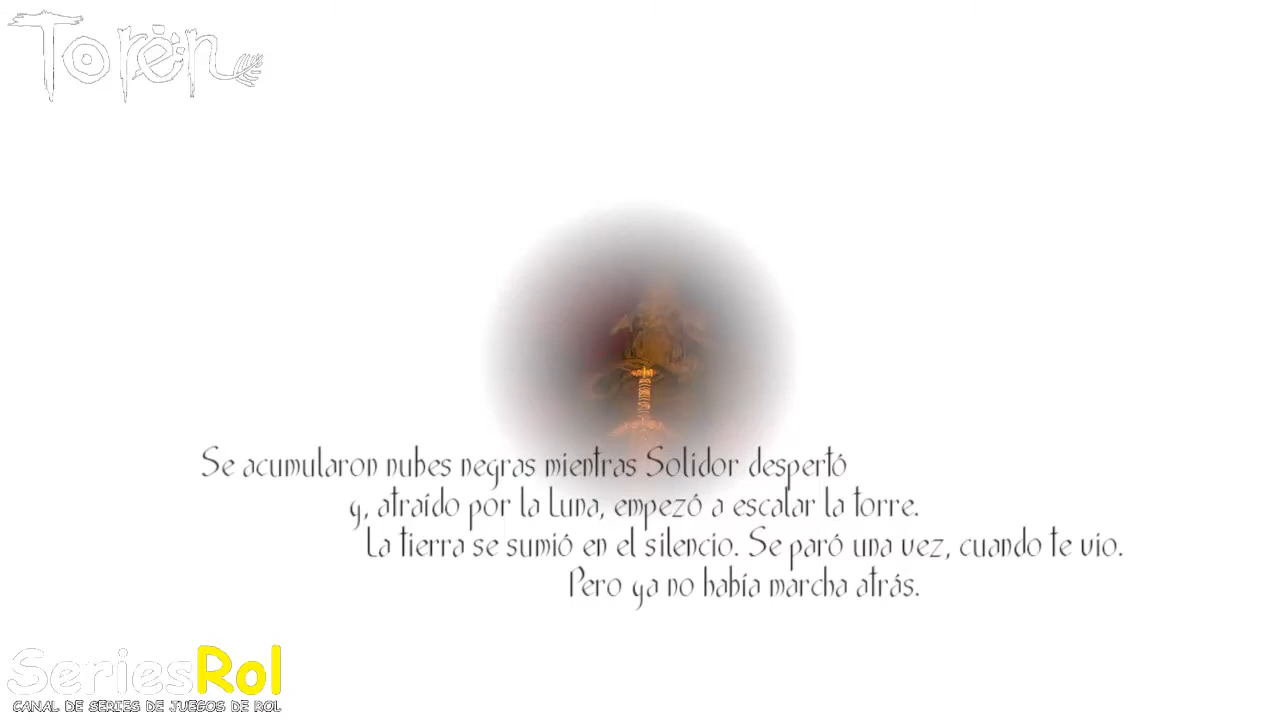 Toren
Se acumularon nubes negras mientras Solidor despertó
y, atraído por la Luna, empezó a escalar la torre.
La tierra se sumió en el silencio. Se paró una vez, cuando te vio.
Pero ya no había marcha atrás.
SeriesRol
CANAL DE SERIES DE JUEGOS DE ROL